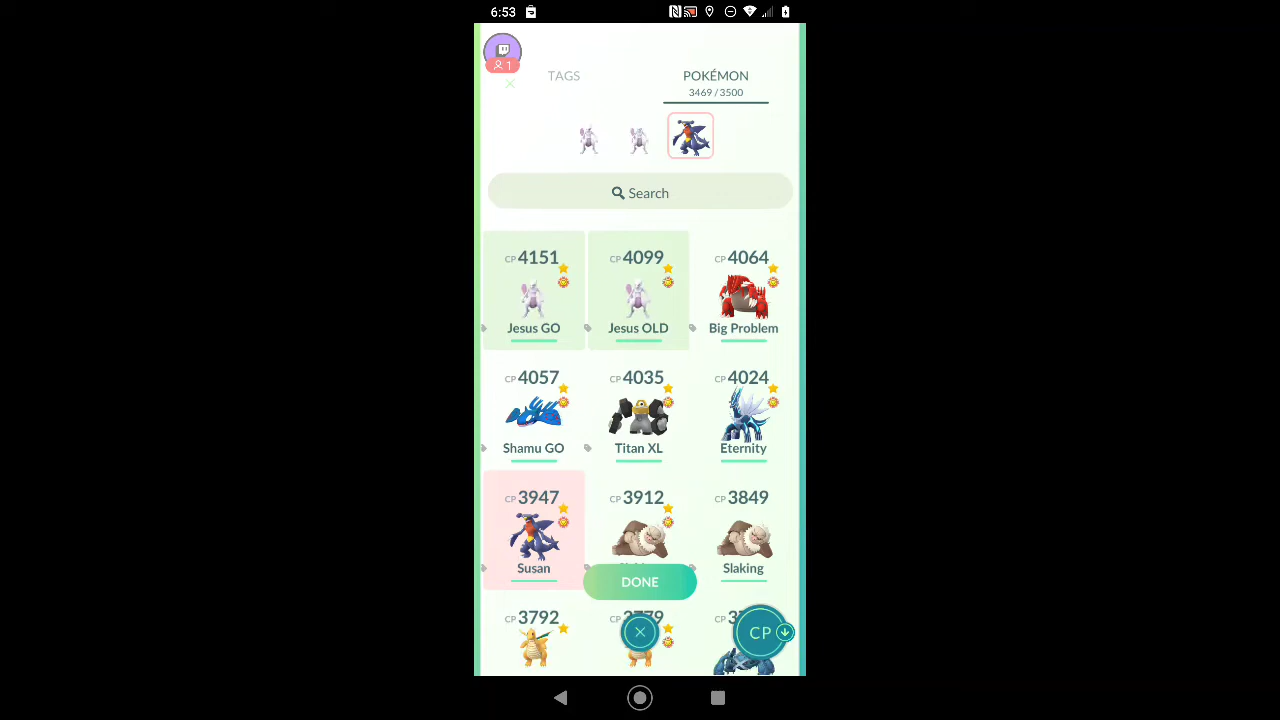 6:53
1
TAGS
POKÉMON
3469 / 3500
Search
CP 4151
CP 4099
CP 4064
Jesus GO
Jesus OLD
Big Problem
CP 4057
CP 4035
CP 4024
Shamu GO
Titan XL
Eternity
CP 3947
CP 3912
CP 3849
Susan
Slaking
DONE
CP 3792
CP